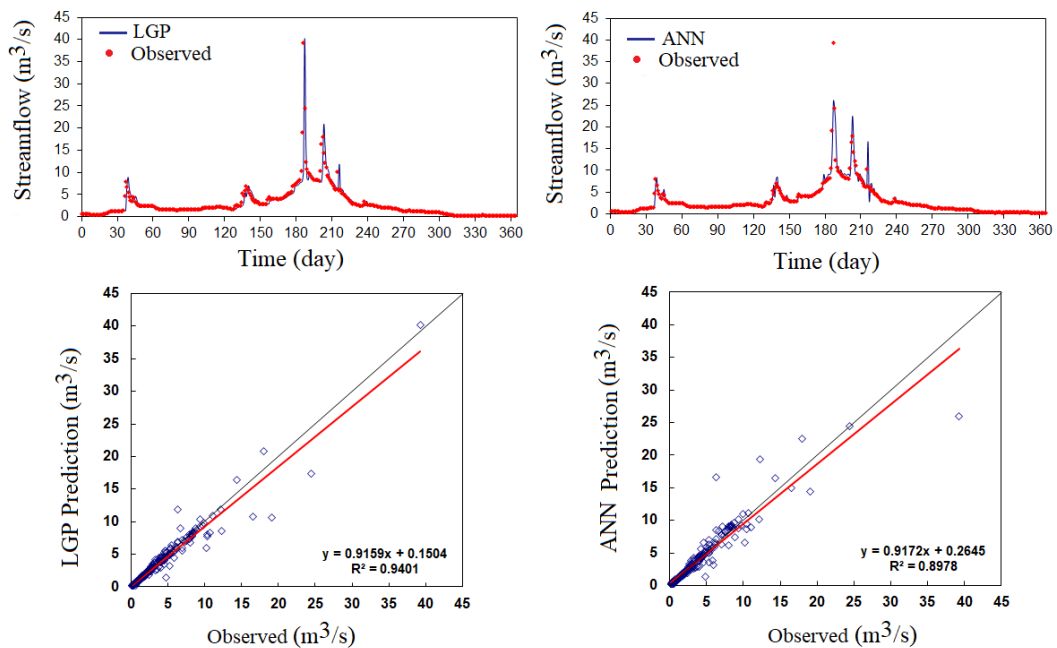 45
40
35
30
25
20
15
10
5
0
Streamflow (m³/s)
LGP
Observed
0 30 60 90 120 150 180 210 240 270 300 330 360
Time (day)
45
40
35
30
25
20
15
10
5
0
Streamflow (m³/s)
ANN
Observed
0 30 60 90 120 150 180 210 240 270 300 330 360
Time (day)
45
40
35
30
25
20
15
10
5
0
LGP Prediction (m³/s)
y = 0.9159x + 0.1504
R² = 0.9401
0 5 10 15 20 25 30 35 40 45
Observed (m³/s)
45
40
35
30
25
20
15
10
5
0
ANN Prediction (m³/s)
y = 0.9172x + 0.2645
R² = 0.8978
0 5 10 15 20 25 30 35 40 45
Observed (m³/s)